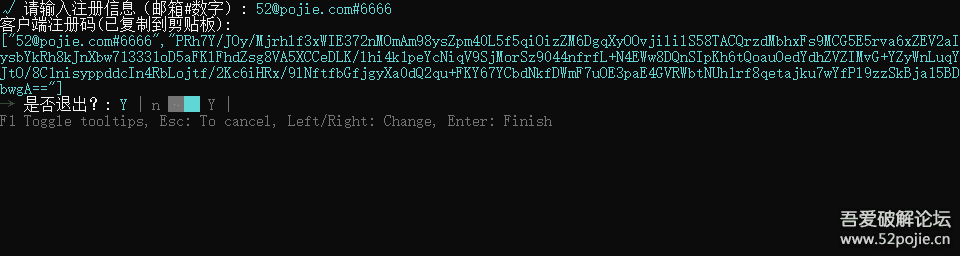 ✓ 请输入注册信息（邮箱#数字）: 52@pojie.com#6666
客户端注册码(已复制到剪贴板):
["52@pojie.com#6666","PRh7Y/JOy/Mjrhlf3xWIE372nMOmAm98ysZpm4OL5f5qiOizZM6DgqXyOOvji1i1S58TACQrzdMbhxFs9MCG5E5rva6xZEV2aI
ysbYkRh8kJnXbw713331oD5aFK1FhdZsg8VA5XCCeDLK/1hi4k1peYcNiqV9SjMorSz9044nfrfL+N4EWw8DQnSIpKh6tQoauOedYdhZVZIMvG+YZyWnLuqY
JtO/8C1nisyppddcIn4RbLojtf/2Kc6iHRx/91NftfbGfjgyXa0dQ2qu+FKY67YCbdNkfDWmF7uOE3paE4GVRWbtNUh1rf8qetajku7wYfP19zzSkBja15BD
bwgA=="]
→ 是否退出？: Y | n Y |
F1 Toggle tooltips, Esc: To cancel, Left/Right: Change, Enter: Finish
吾爱破解论坛
www.52pojie.cn